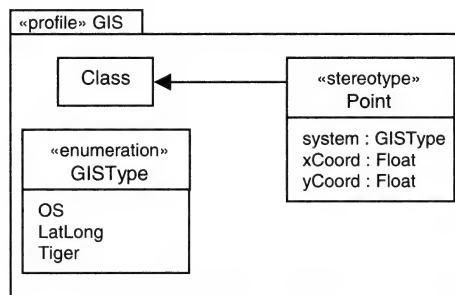 «profile» GIS
Class
«stereotype»
Point
system : GISType
xCoord : Float
yCoord : Float
«enumeration»
GISType
OS
LatLong
Tiger